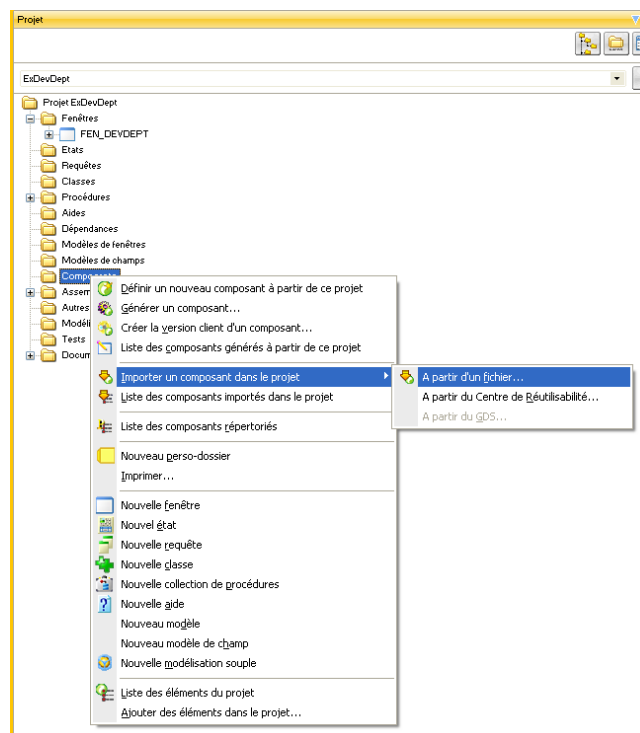 Projet
ExDevDept
Projet ExDevDept
Fenêtres
FEN_DEVDEPT
Etats
Requêtes
Classes
Procédures
Aides
Dépendances
Modèles de fenêtres
Modèles de champs
Composants
Définir un nouveau composant à partir de ce projet
Assem
Générer un composant...
Autres
Créer la version client d'un composant...
Modéli
Liste des composants générés à partir de ce projet
Tests
Docum
Importer un composant dans le projet
A partir d'un fichier...
Liste des composants importés dans le projet
A partir du Centre de Réutilisabilité...
A partir du GDS...
Liste des composants répertoriés
Nouveau perso-dossier
Imprimer...
Nouvelle fenêtre
Nouvel état
Nouvelle requête
Nouvelle classe
Nouvelle collection de procédures
Nouvelle aide
Nouveau modèle
Nouveau modèle de champ
Nouvelle modélisation souple
Liste des éléments du projet
Ajouter des éléments dans le projet...